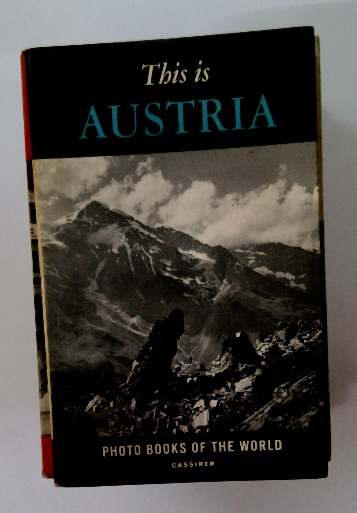 This is
AUSTRIA
PHOTO BOOKS OF THE WORLD
CASSIRER